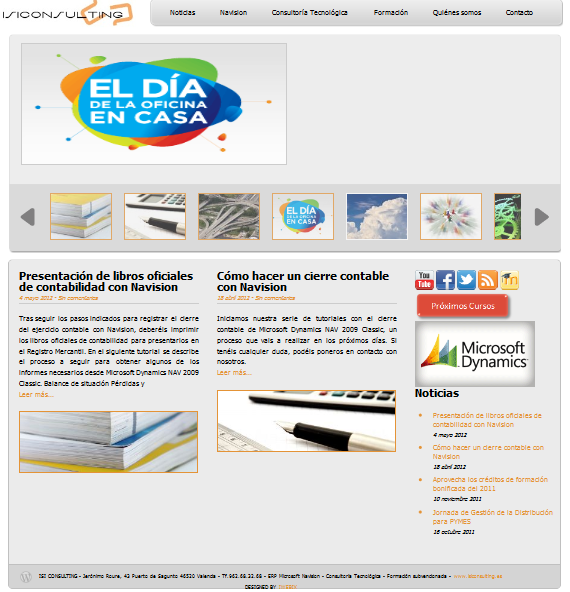 ISICONSULTING
Noticias Navision Consultoría Tecnológica Formación Quiénes somos Contacto
EL DÍA
DE LA OFICINA
EN CASA
EL DÍA
DE LA OFICINA
EN CASA
Presentación de libros oficiales
de contabilidad con Navision
4 mayo 2012 - Sin comentarios
Tras seguir los pasos indicados para registrar el cierre
del ejercicio contable con Navision, deberéis imprimir
los libros oficiales de contabilidad para presentarlos en
el Registro Mercantil. En el siguiente tutorial se describe
el proceso a seguir para obtener algunos de los
informes necesarios desde Microsoft Dynamics NAV 2009
Classic. Balance de situación Pérdidas y
Leer más...
Cómo hacer un cierre contable
con Navision
18 abril 2012 - Sin comentarios
Iniciamos nuestra serie de tutoriales con el cierre
contable de Microsoft Dynamics NAV 2009 Classic, un
proceso que vais a realizar en los próximos días. Si
tenéis cualquier duda, podéis poneros en contacto con
nosotros.
Leer más...
You
Tube
Próximos Cursos
Microsoft
Dynamics
Noticias
Presentación de libros oficiales de
contabilidad con Navision
4 mayo 2012
Cómo hacer un cierre contable con
Navision
18 abril 2012
Aprovecha los créditos de formación
bonificada del 2011
10 noviembre 2011
Jornada de Gestión de la Distribución
para PYMES
16 octubre 2011
ISI CONSULTING - Jerónimo Roure, 43 Puerto de Sagunto 46520 Valencia - Tf.962.68.32.68 - ERP Microsoft Navision - Consultoría Tecnológica - Formación subvencionada - www.isiconsulting.es
DESIGNED BY